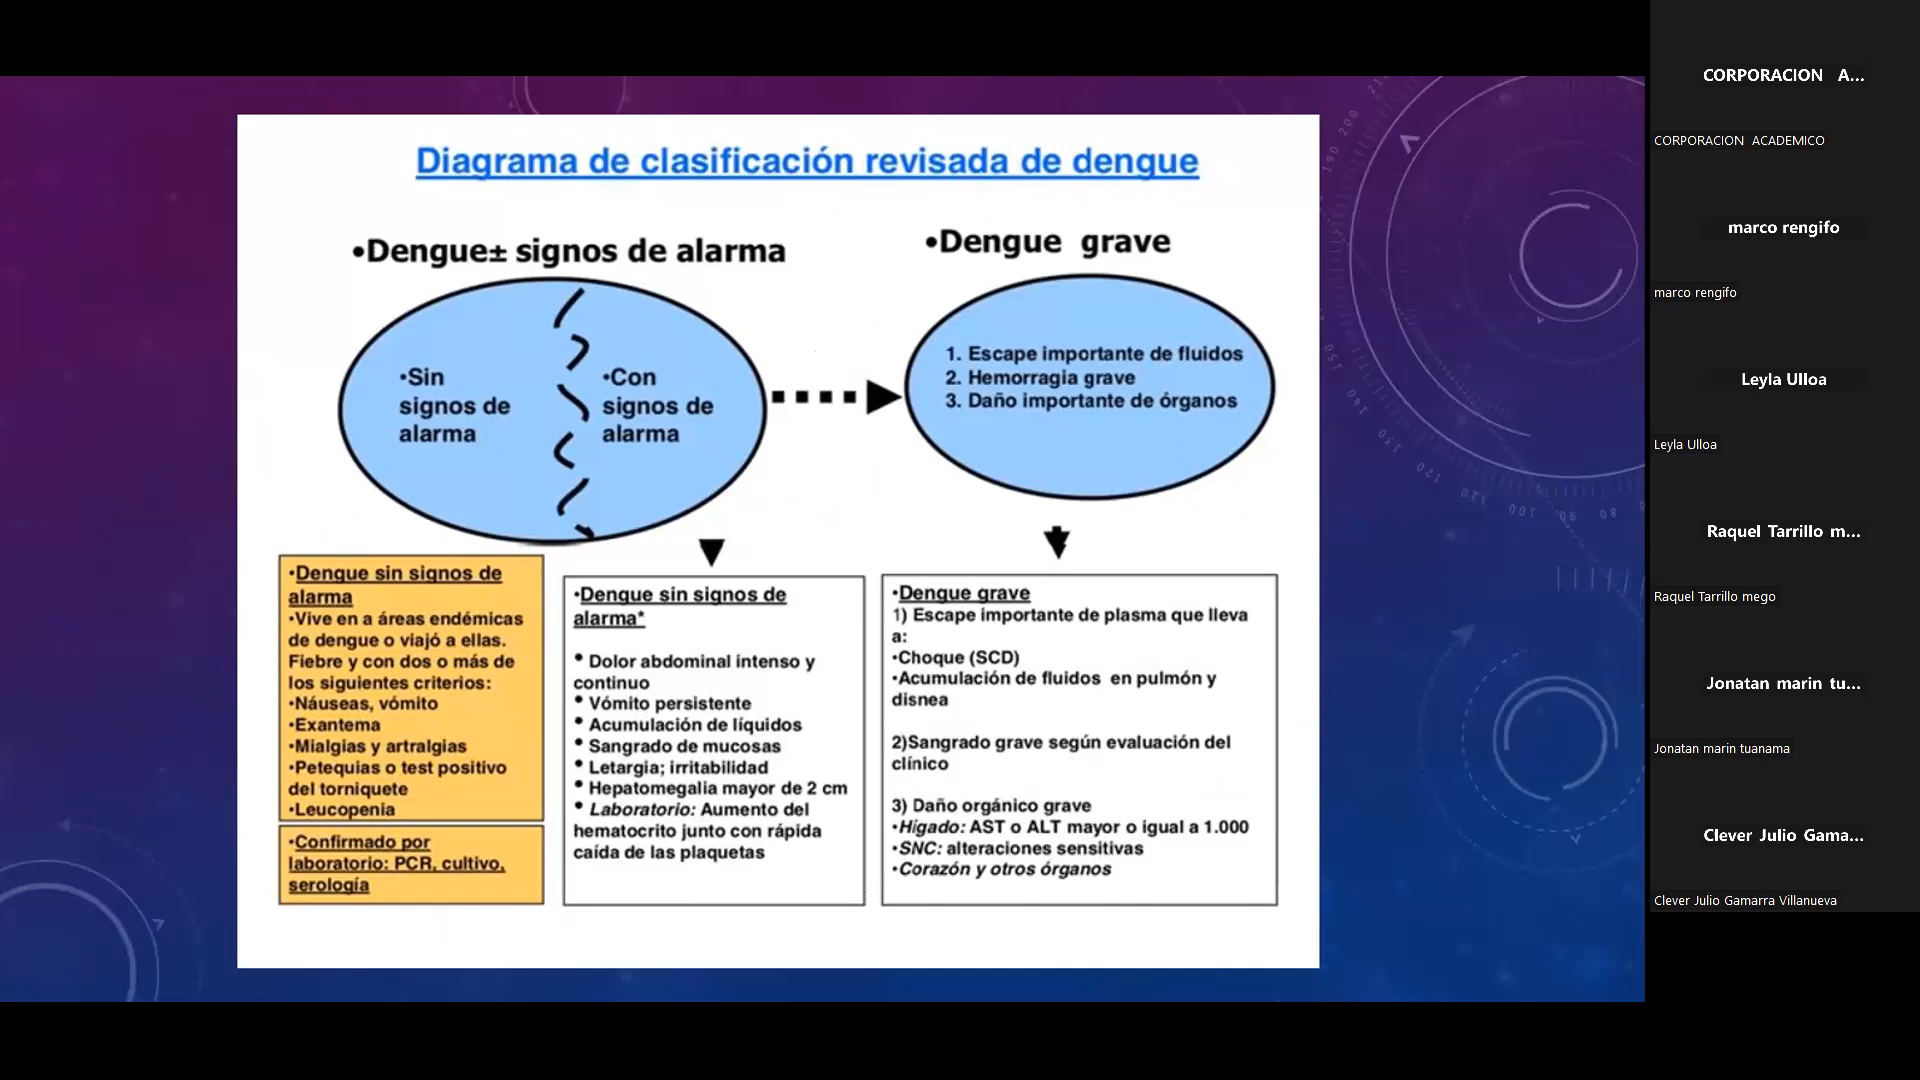 Diagrama de clasificación revisada de dengue
•Dengue± signos de alarma
•Dengue grave
•Sin
signos de
alarma
•Con
signos de
alarma
1. Escape importante de fluidos
2. Hemorragia grave
3. Daño importante de órganos
•Dengue sin signos de
alarma
•Vive en a áreas endémicas
de dengue o viajó a ellas.
Fiebre y con dos o más de
los siguientes criterios:
•Náuseas, vómito
•Exantema
•Mialgias y artralgias
•Petequias o test positivo
del torniquete
•Leucopenia
•Confirmado por
laboratorio: PCR, cultivo,
serología
•Dengue sin signos de
alarma*
• Dolor abdominal intenso y
continuo
• Vómito persistente
• Acumulación de líquidos
• Sangrado de mucosas
• Letargia; irritabilidad
• Hepatomegalia mayor de 2 cm
• Laboratorio: Aumento del
hematocrito junto con rápida
caída de las plaquetas
•Dengue grave
1) Escape importante de plasma que lleva
a:
•Choque (SCD)
•Acumulación de fluidos en pulmón y
disnea
2)Sangrado grave según evaluación del
clínico
3) Daño orgánico grave
•Hígado: AST o ALT mayor o igual a 1.000
•SNC: alteraciones sensitivas
•Corazón y otros órganos
CORPORACION A...
CORPORACION ACADEMICO
marco rengifo
marco rengifo
Leyla Ulloa
Leyla Ulloa
Raquel Tarrillo m...
Raquel Tarrillo mego
Jonatan marin tu...
Jonatan marin tuanama
Clever Julio Gama...
Clever Julio Gamarra Villanueva